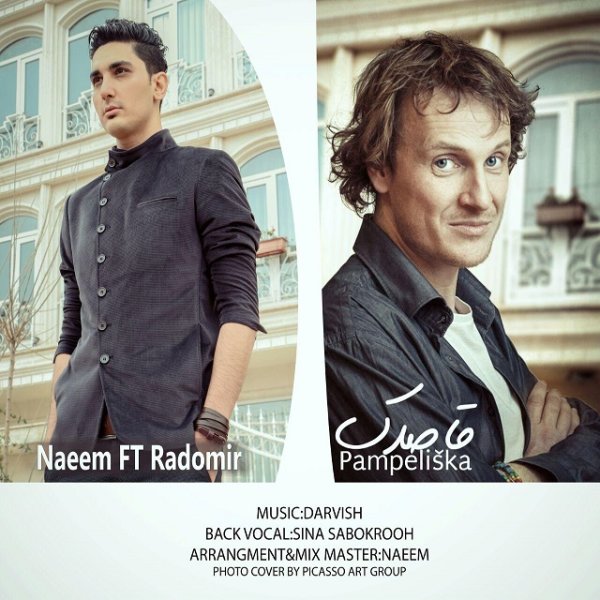 Naeem FT Radomir
قاصدک
Pampeliška
MUSIC:DARVISH
BACK VOCAL:SINA SABOKROOH
ARRANGMENT&MIX MASTER:NAEEM
PHOTO COVER BY PICASSO ART GROUP